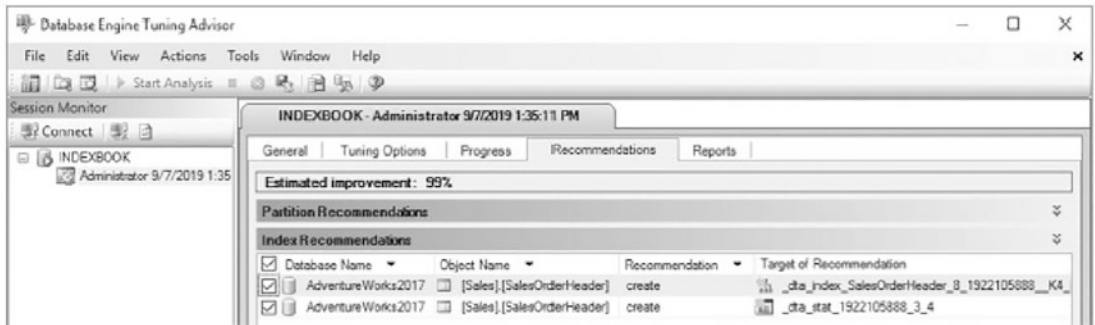 Database Engine Tuning Advisor
File Edit View Actions Tools Window Help
Start Analysis
Session Monitor
Connect
INDEXBOOK
Administrator 9/7/2019 1:35
INDEXBOOK - Administrator 9/7/2019 1:35:11 PM
General Tuning Options Progress Recommendations Reports
Estimated improvement: 99%
Partition Recommendations
Index Recommendations
Database Name Object Name Recommendation Target of Recommendation
AdventureWorks2017 [Sales].[SalesOrderHeader] create _dta_index_SalesOrderHeader_8_1922105888__K4_
AdventureWorks2017 [Sales].[SalesOrderHeader] create _dta_stat_1922105888_3_4